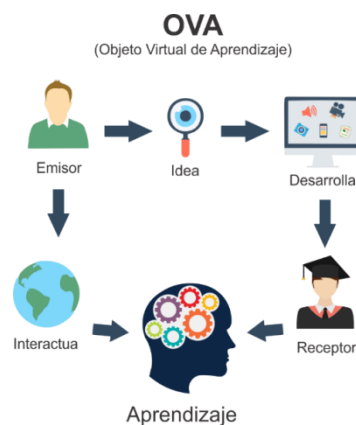 OVA
(Objeto Virtual de Aprendizaje)
Emisor
Idea
Desarrolla
Interactua
Receptor
Aprendizaje